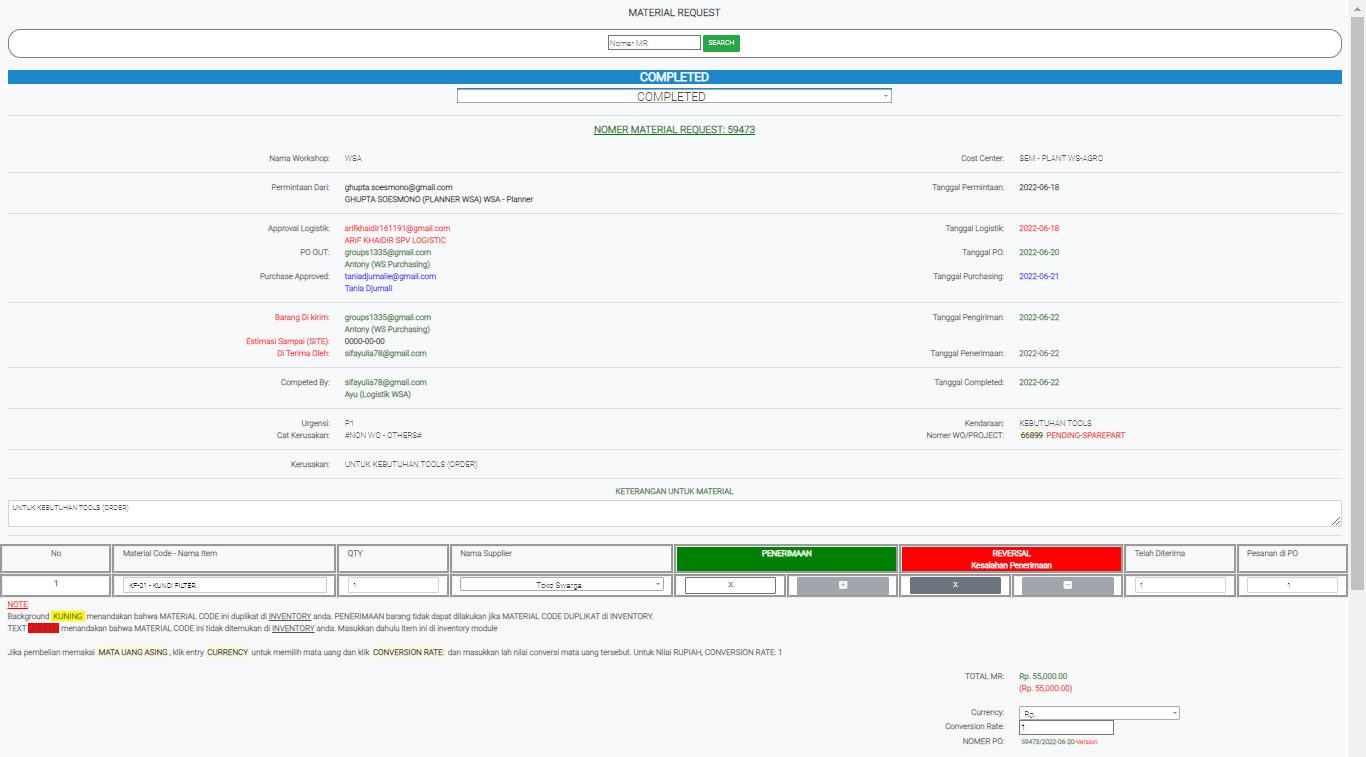 MATERIAL REQUEST
Nomer MR SEARCH
COMPLETED
COMPLETED
NOMER MATERIAL REQUEST: 59473
Nama Workshop: WSA Cost Center: SEM - PLANT WS-AGRO
Permintaan Dari: ghupta.soesmono@gmail.com Tanggal Permintaan: 2022-06-18
GHUPTA SOESMONO (PLANNER WSA) WSA - Planner
Approval Logistik: arifkhaidir161191@gmail.com Tanggal Logistik: 2022-06-18
ARIF KHAIDIR SPV LOGISTIC
PO OUT: groups1335@gmail.com Tanggal PO: 2022-06-20
Antony (WS Purchasing)
Purchase Approved: taniadjumalie@gmail.com Tanggal Purchasing: 2022-06-21
Tania Djumali
Barang Di kirim: groups1335@gmail.com Tanggal Pengiriman: 2022-06-22
Antony (WS Purchasing)
Estimasi Sampai (SITE): 0000-00-00
Di Terima Oleh: sifayulia78@gmail.com Tanggal Penerimaan: 2022-06-22
Competed By: sifayulia78@gmail.com Tanggal Completed: 2022-06-22
Ayu (Logistik WSA)
Urgensi: P1 Kendaraan: KEBUTUHAN TOOLS
Cat Kerusakan: #NON WO - OTHERS# Nomer WO/PROJECT: 66899 PENDING-SPAREPART
Kerusakan: UNTUK KEBUTUHAN TOOLS (ORDER)
KETERANGAN UNTUK MATERIAL
UNTUK KEBUTUHAN TOOLS (ORDER)
No Material Code - Nama Item QTY Nama Supplier PENERIMAAN REVERSAL Telah Diterima Pesanan di PO
Kesalahan Penerimaan
1 KF-01 - KUNCI FILTER 1 Toko Swarga X + X - 1 1
NOTE:
Background KUNING menandakan bahwa MATERIAL CODE ini duplikat di INVENTORY anda. PENERIMAAN barang tidak dapat dilakukan jika MATERIAL CODE DUPLIKAT di INVENTORY.
TEXT menandakan bahwa MATERIAL CODE ini tidak ditemukan di INVENTORY anda. Masukkan dahulu item ini di inventory module
Jika pembelian memakai MATA UANG ASING , klik entry CURRENCY untuk memilih mata uang dan klik CONVERSION RATE: dan masukkan lah nilai conversi mata uang tersebut. Untuk Nilai RUPIAH, CONVERSION RATE: 1
TOTAL MR: Rp. 55,000.00
(Rp. 55,000.00)
Currency: Rp.
Conversion Rate: 1
NOMER PO: 59473/2022-06-20-Version